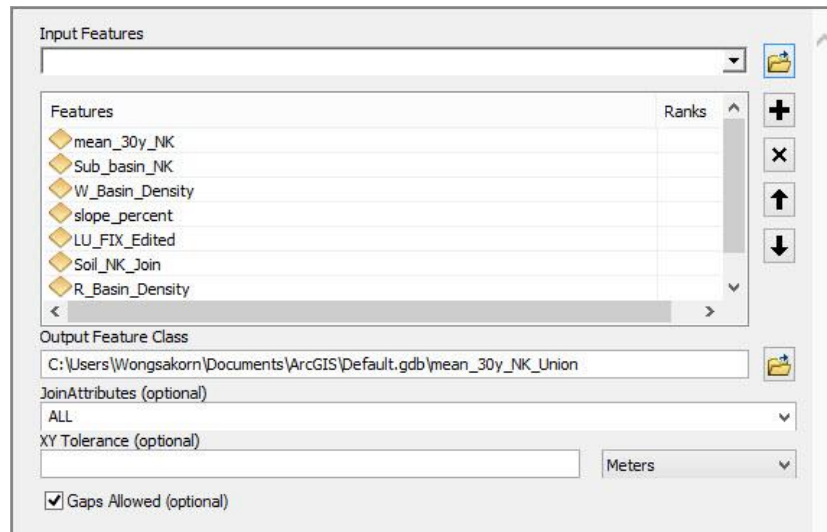 Input Features
Features Ranks
mean_30y_NK
Sub_basin_NK
W_Basin_Density
slope_percent
LU_FIX_Edited
Soil_NK_Join
R_Basin_Density
Output Feature Class
C:\Users\Wongsakorn\Documents\ArcGIS\Default.gdb\mean_30y_NK_Union
JoinAttributes (optional)
ALL
XY Tolerance (optional)
Meters
Gaps Allowed (optional)